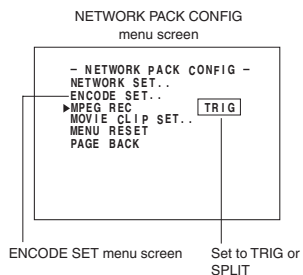 NETWORK PACK CONFIG
menu screen
– NETWORK PACK CONFIG –
NETWORK SET..
ENCODE SET..
▶MPEG REC TRIG
MOVIE CLIP SET..
MENU RESET
PAGE BACK
ENCODE SET menu screen
Set to TRIG or
SPLIT